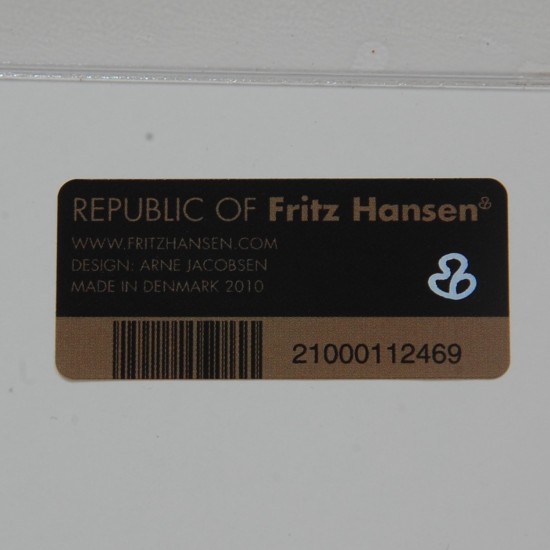 REPUBLIC OF Fritz Hansen
WWW.FRITZHANSEN.COM
DESIGN: ARNE JACOBSEN
MADE IN DENMARK 2010
21000112469